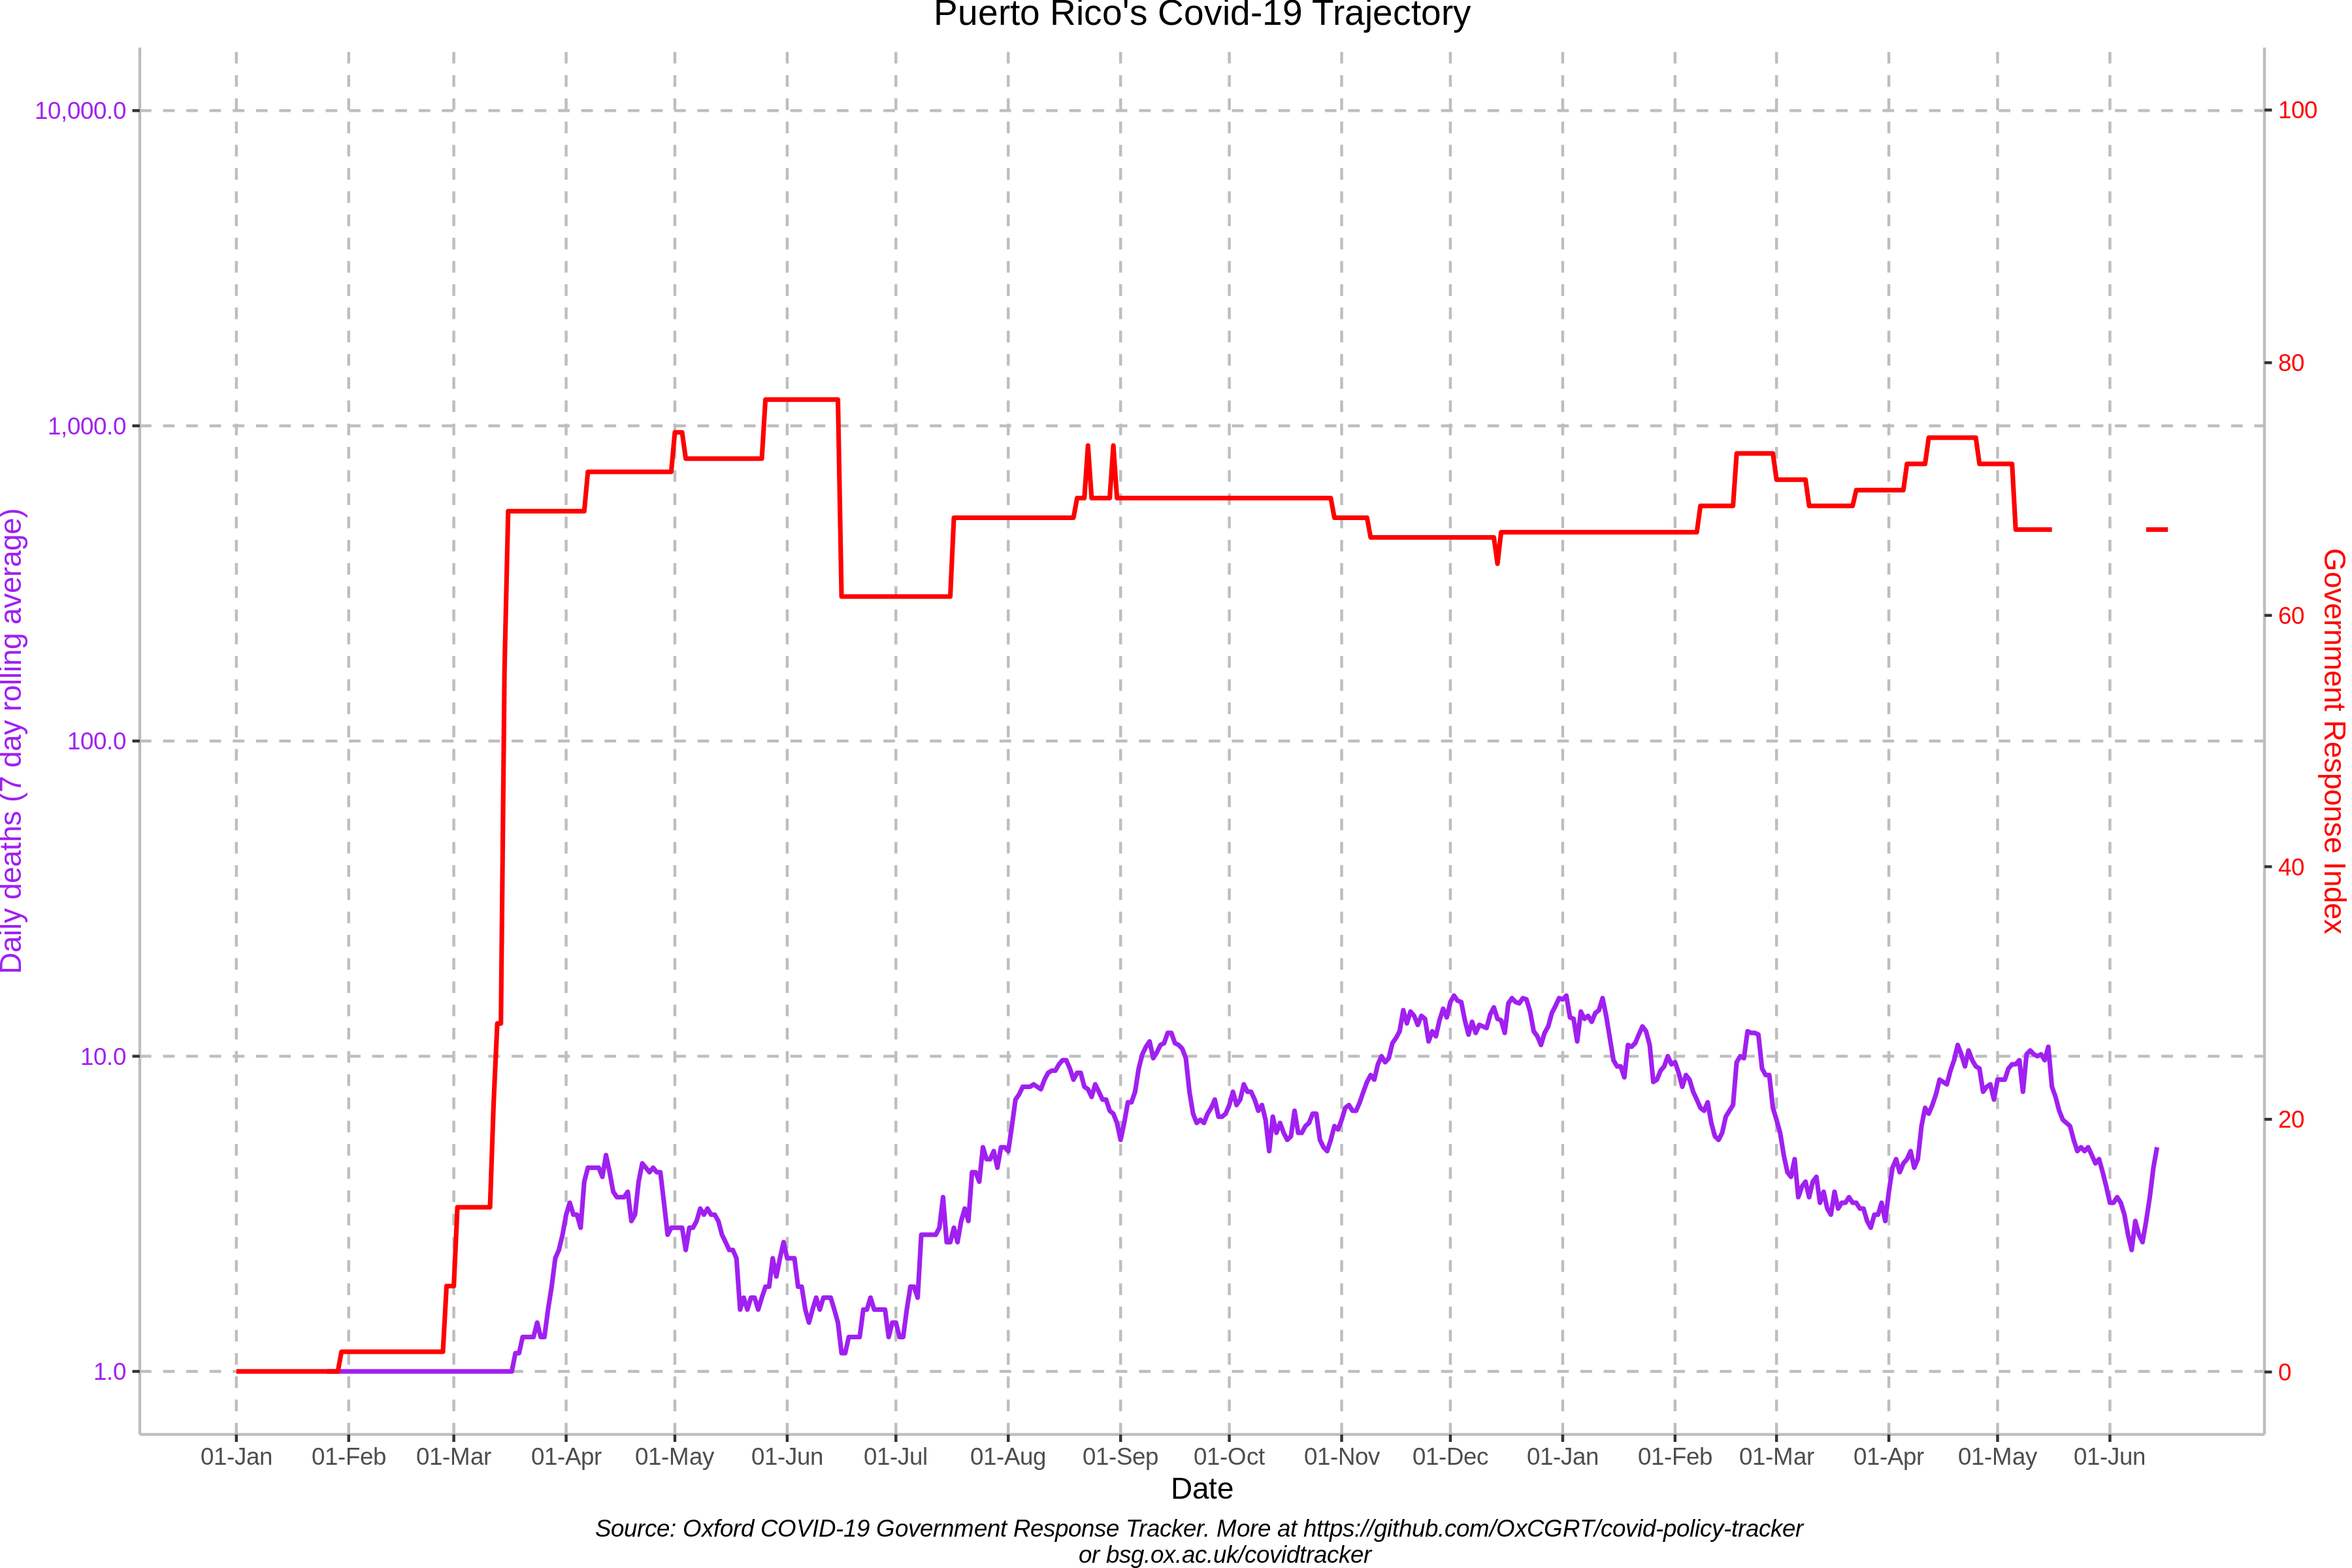 Puerto Rico's Covid-19 Trajectory
10,000.0
1,000.0
100.0
10.0
1.0
Daily deaths (7 day rolling average)
100
80
60
40
20
0
Government Response Index
01-Jan 01-Feb 01-Mar 01-Apr 01-May 01-Jun 01-Jul 01-Aug 01-Sep 01-Oct 01-Nov 01-Dec 01-Jan 01-Feb 01-Mar 01-Apr 01-May 01-Jun
Date
Source: Oxford COVID-19 Government Response Tracker. More at https://github.com/OxCGRT/covid-policy-tracker
or bsg.ox.ac.uk/covidtracker